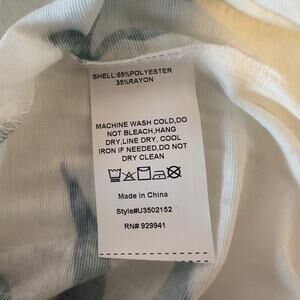 SHELL:65%POLYESTER
35%RAYON
MACHINE WASH COLD,DO
NOT BLEACH,HANG
DRY,LINE DRY, COOL
IRON IF NEEDED,DO NOT
DRY CLEAN
Made in China
Style#U3502152
RN# 929941